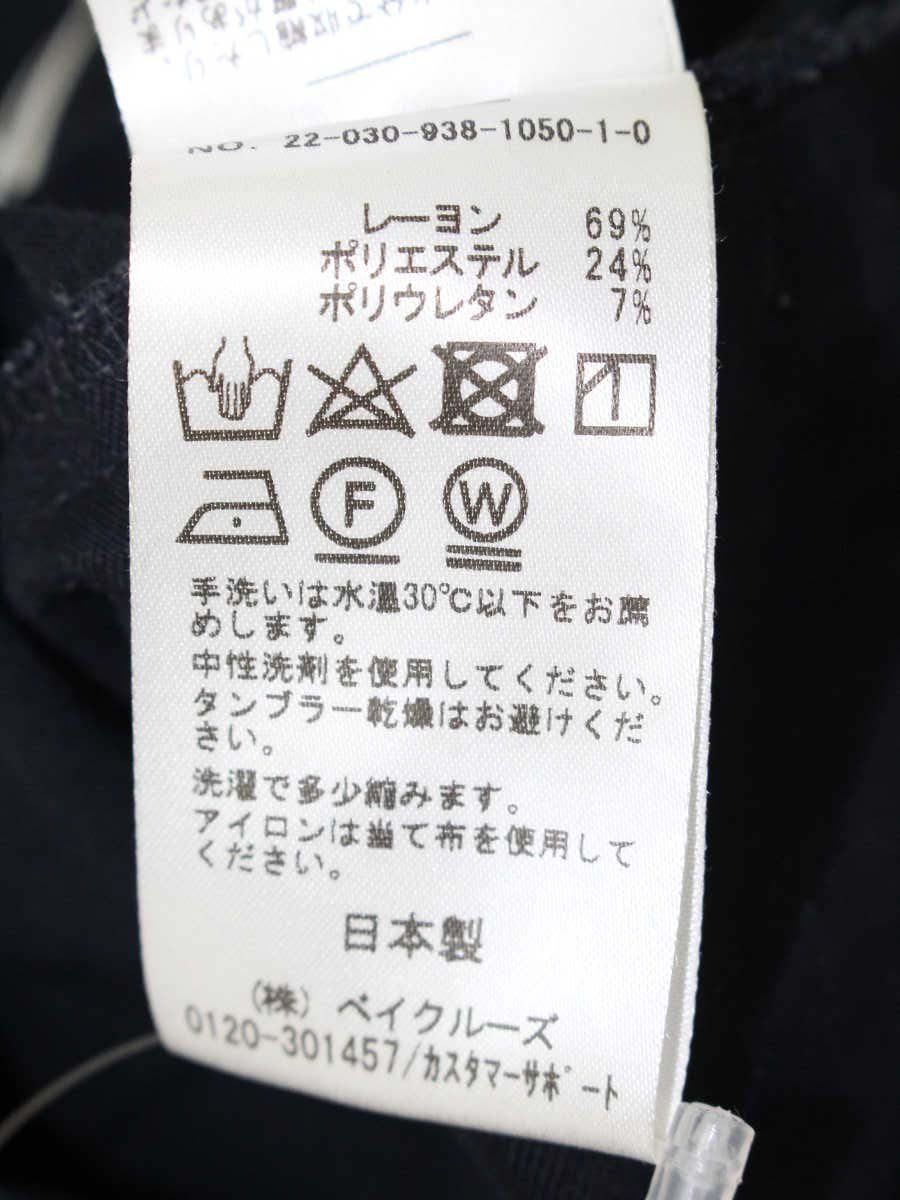 NO. 22-030-938-1050-1-0
レーヨン 69%
ポリエステル 24%
ポリウレタン 7%
F W
手洗いは水温30℃以下をお薦
めします。
中性洗剤を使用してください。
タンブラー乾燥はお避けくだ
さい。
洗濯で多少縮みます。
アイロンは当て布を使用して
ください。
日本製
(株) ベイクルーズ
0120-301457/カスタマーサポート